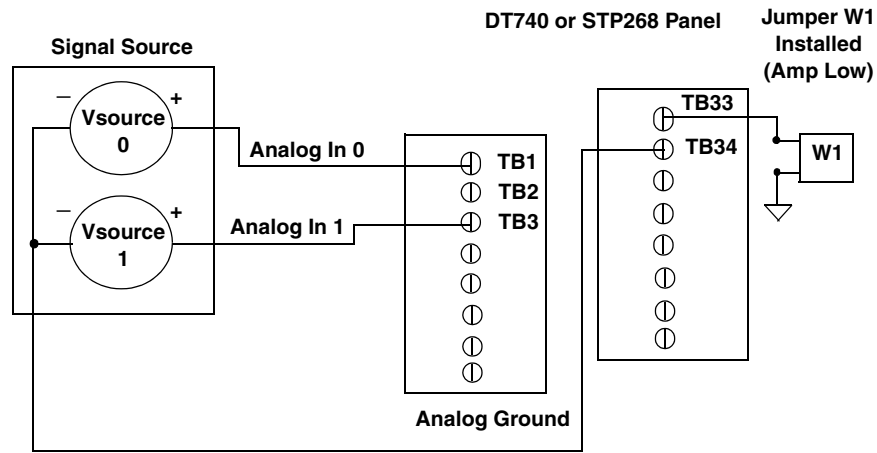 DT740 or STP268 Panel
Jumper W1
Installed
(Amp Low)
Signal Source
– +
Vsource
0
Analog In 0
TB1
TB2
TB3
TB33
TB34
W1
– +
Vsource
1
Analog In 1
Analog Ground